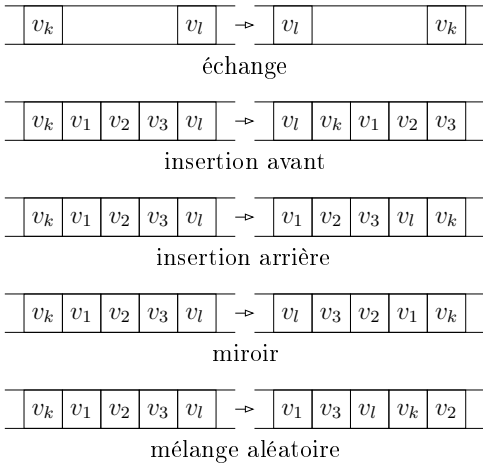 v_k v_l → v_l v_k
échange
v_k v_1 v_2 v_3 v_l → v_l v_k v_1 v_2 v_3
insertion avant
v_k v_1 v_2 v_3 v_l → v_1 v_2 v_3 v_l v_k
insertion arrière
v_k v_1 v_2 v_3 v_l → v_l v_3 v_2 v_1 v_k
miroir
v_k v_1 v_2 v_3 v_l → v_1 v_3 v_l v_k v_2
mélange aléatoire